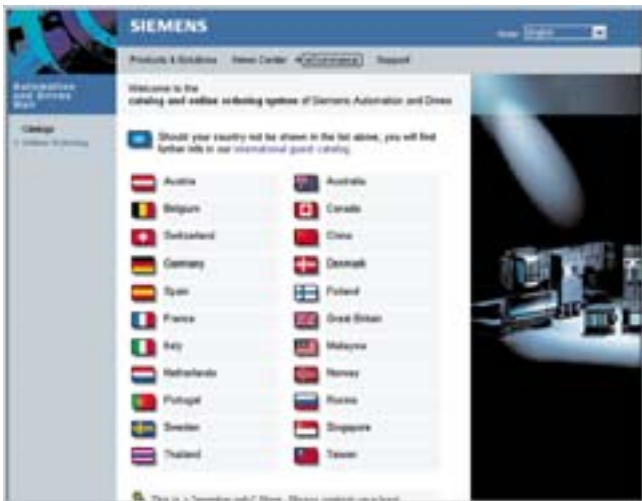 SIEMENS
English
Products & Solutions News Center eCommerce Support
Automation
and Drives
Mall
Catalogs
Welcome to the
catalog and online ordering system of Siemens Automation and Drives
Should your country not be shown in the list above, you will find
further info in our international guest catalog.
Austria Australia
Belgium Canada
Switzerland China
Germany Denmark
Spain Finland
France Great Britain
Italy Malaysia
Netherlands Norway
Portugal Russia
Sweden Singapore
Thailand Taiwan